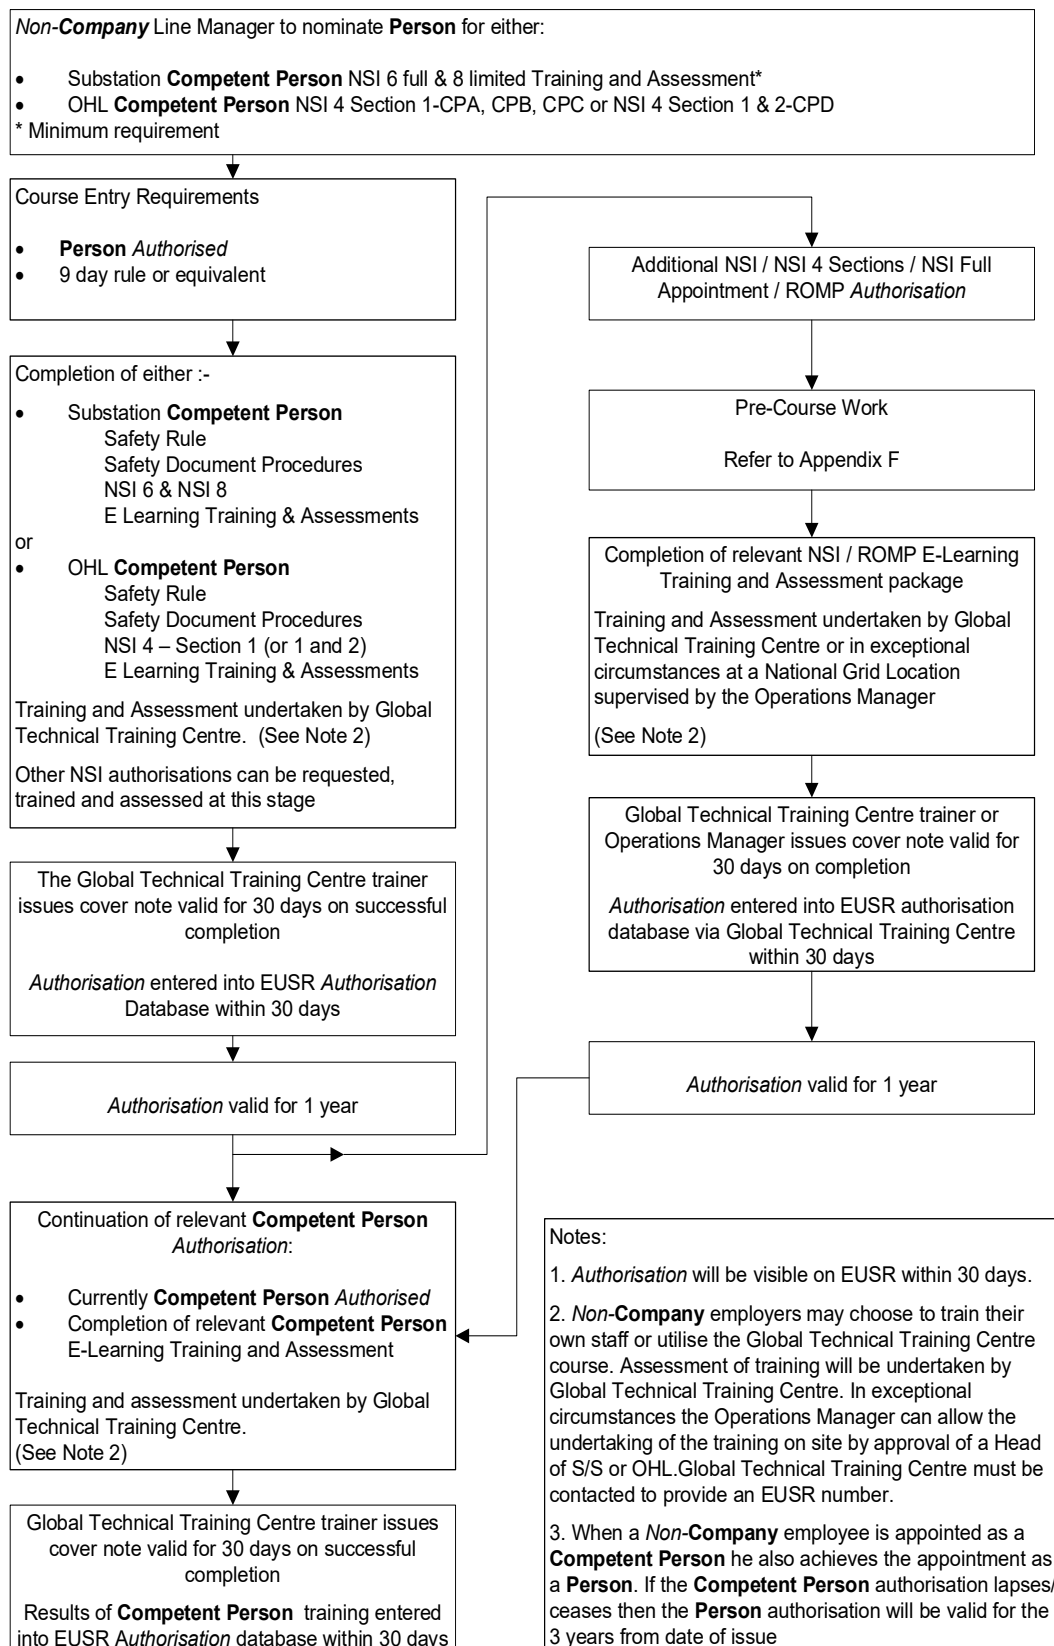 Non-Company Line Manager to nominate Person for either:
• Substation Competent Person NSI 6 full & 8 limited Training and Assessment*
• OHL Competent Person NSI 4 Section 1-CPA, CPB, CPC or NSI 4 Section 1 & 2-CPD
* Minimum requirement
Course Entry Requirements
• Person Authorised
• 9 day rule or equivalent
Completion of either :-
• Substation Competent Person
Safety Rule
Safety Document Procedures
NSI 6 & NSI 8
E Learning Training & Assessments
or
• OHL Competent Person
Safety Rule
Safety Document Procedures
NSI 4 – Section 1 (or 1 and 2)
E Learning Training & Assessments
Training and Assessment undertaken by Global
Technical Training Centre. (See Note 2)
Other NSI authorisations can be requested,
trained and assessed at this stage
The Global Technical Training Centre trainer
issues cover note valid for 30 days on successful
completion
Authorisation entered into EUSR Authorisation
Database within 30 days
Authorisation valid for 1 year
Additional NSI / NSI 4 Sections / NSI Full
Appointment / ROMP Authorisation
Pre-Course Work
Refer to Appendix F
Completion of relevant NSI / ROMP E-Learning
Training and Assessment package
Training and Assessment undertaken by Global
Technical Training Centre or in exceptional
circumstances at a National Grid Location
supervised by the Operations Manager
(See Note 2)
Global Technical Training Centre trainer or
Operations Manager issues cover note valid for
30 days on completion
Authorisation entered into EUSR authorisation
database via Global Technical Training Centre
within 30 days
Authorisation valid for 1 year
Continuation of relevant Competent Person
Authorisation:
• Currently Competent Person Authorised
• Completion of relevant Competent Person
E-Learning Training and Assessment
Training and assessment undertaken by Global
Technical Training Centre.
(See Note 2)
Global Technical Training Centre trainer issues
cover note valid for 30 days on successful
completion
Results of Competent Person training entered
into EUSR Authorisation database within 30 days
Notes:
1. Authorisation will be visible on EUSR within 30 days.
2. Non-Company employers may choose to train their
own staff or utilise the Global Technical Training Centre
course. Assessment of training will be undertaken by
Global Technical Training Centre. In exceptional
circumstances the Operations Manager can allow the
undertaking of the training on site by approval of a Head
of S/S or OHL.Global Technical Training Centre must be
contacted to provide an EUSR number.
3. When a Non-Company employee is appointed as a
Competent Person he also achieves the appointment as
a Person. If the Competent Person authorisation lapses/
ceases then the Person authorisation will be valid for the
3 years from date of issue